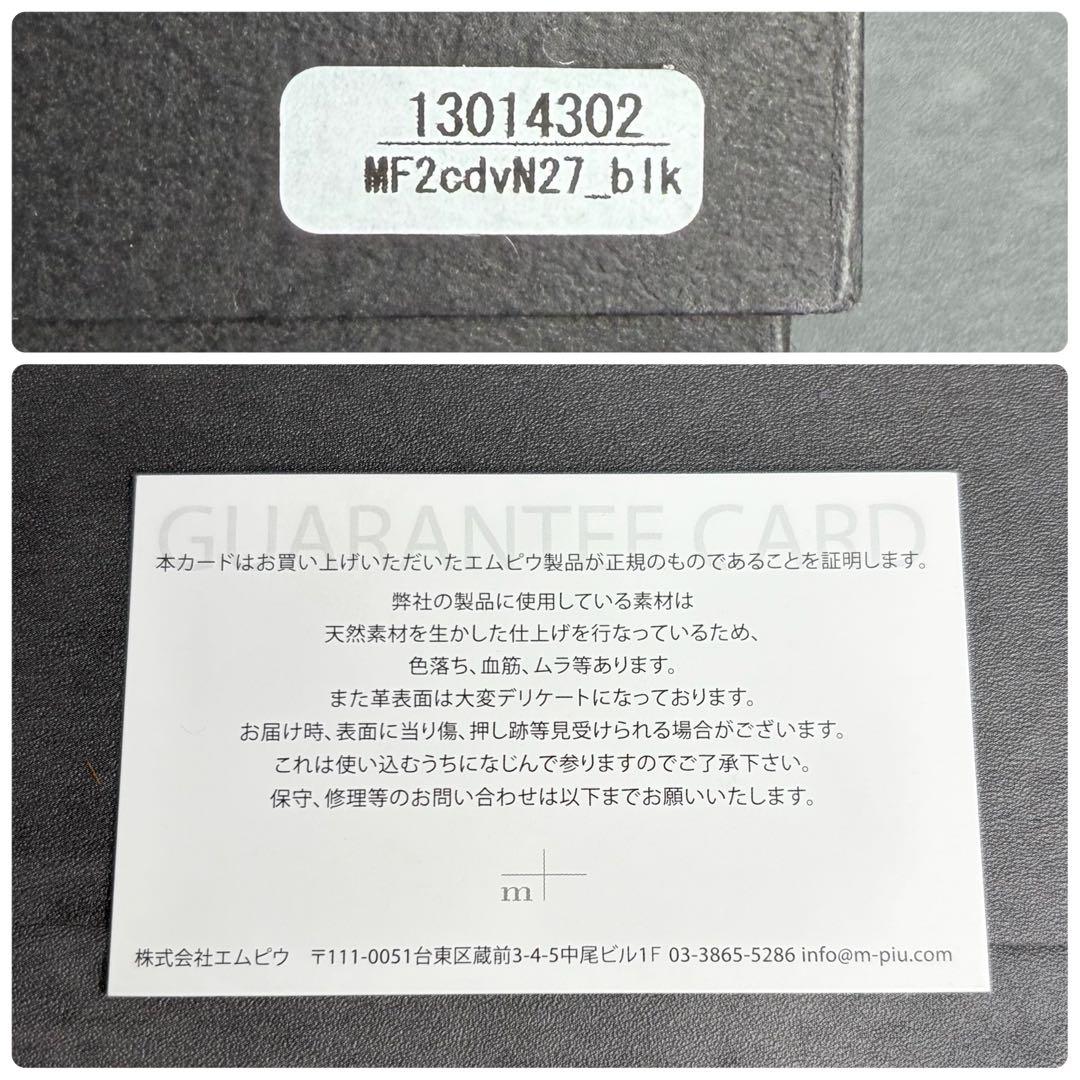 13014302
MF2cdvN27_blk
GUARANTEE CARD
本カードはお買い上げいただいたエムピウ製品が正規のものであることを証明します。
弊社の製品に使用している素材は
天然素材を生かした仕上げを行なっているため、
色落ち、血筋、ムラ等あります。
また革表面は大変デリケートになっております。
お届け時、表面に当り傷、押し跡等見受けられる場合がございます。
これは使い込むうちになじんで参りますのでご了承下さい。
保守、修理等のお問い合わせは以下までお願いいたします。
m
株式会社エムピウ 〒111-0051台東区蔵前3-4-5中尾ビル1F 03-3865-5286 info@m-piu.com